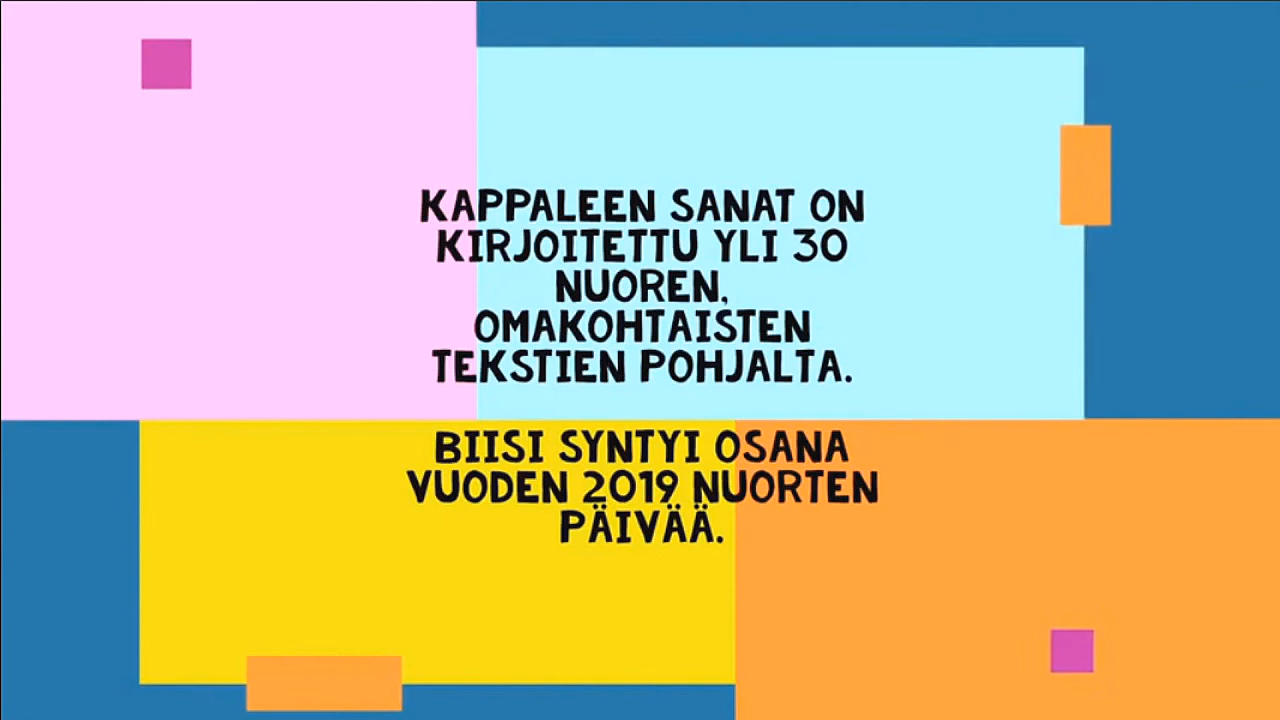 KAPPALEEN SANAT ON
KIRJOITETTU YLI 30
NUOREN,
OMAKOHTAISTEN
TEKSTIEN POHJALTA.
BIISI SYNTYI OSANA
VUODEN 2019 NUORTEN
PÄIVÄÄ.